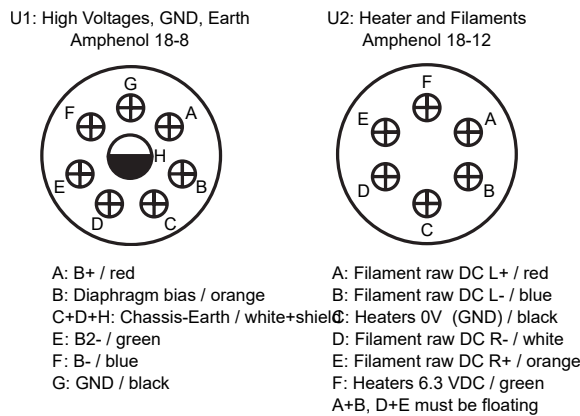 U1: High Voltages, GND, Earth
Amphenol 18-8
G
F
A
H
E
B
D
C
A: B+ / red
B: Diaphragm bias / orange
C+D+H: Chassis-Earth / white+shield
E: B2- / green
F: B- / blue
G: GND / black
U2: Heater and Filaments
Amphenol 18-12
F
E
A
D
B
C
A: Filament raw DC L+ / red
B: Filament raw DC L- / blue
C: Heaters 0V (GND) / black
D: Filament raw DC R- / white
E: Filament raw DC R+ / orange
F: Heaters 6.3 VDC / green
A+B, D+E must be floating